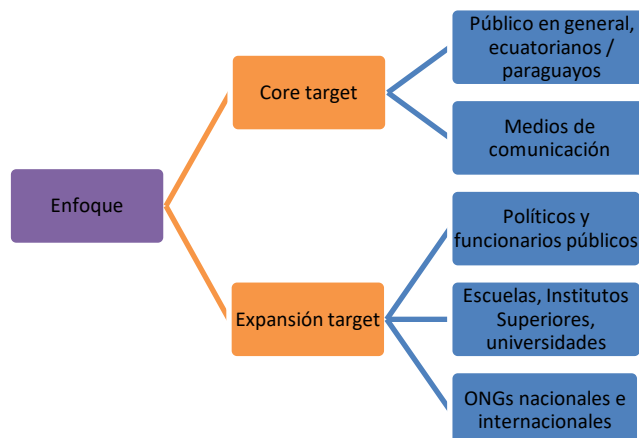 Enfoque
Core target
Público en general,
ecuatorianos /
paraguayos
Medios de
comunicación
Expansión target
Políticos y
funcionarios públicos
Escuelas, Institutos
Superiores,
universidades
ONGs nacionales e
internacionales